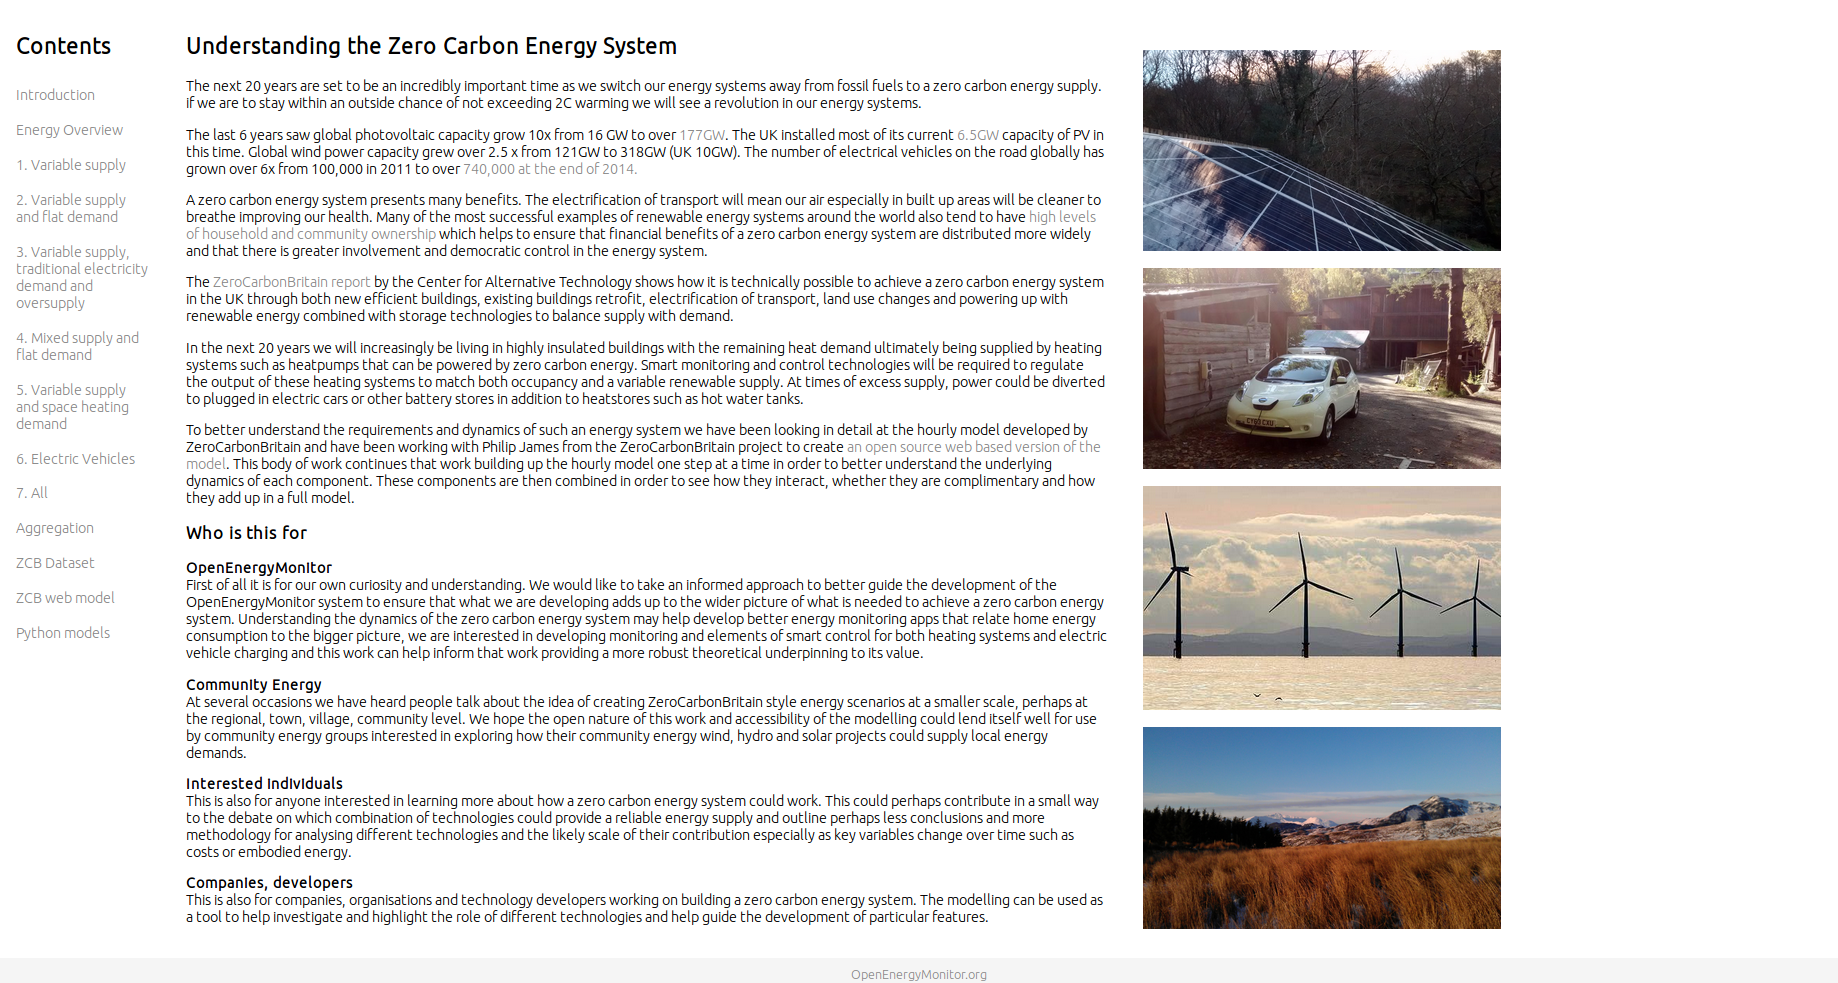 Contents
Introduction
Energy Overview
1. Variable supply
2. Variable supply
and flat demand
3. Variable supply,
traditional electricity
demand and
oversupply
4. Mixed supply and
flat demand
5. Variable supply
and space heating
demand
6. Electric Vehicles
7. All
Aggregation
ZCB Dataset
ZCB web model
Python models
Understanding the Zero Carbon Energy System
The next 20 years are set to be an incredibly important time as we switch our energy systems away from fossil fuels to a zero carbon energy supply.
if we are to stay within an outside chance of not exceeding 2C warming we will see a revolution in our energy systems.
The last 6 years saw global photovoltaic capacity grow 10x from 16 GW to over 177GW. The UK installed most of its current 6.5GW capacity of PV in
this time. Global wind power capacity grew over 2.5 x from 121GW to 318GW (UK 10GW). The number of electrical vehicles on the road globally has
grown over 6x from 100,000 in 2011 to over 740,000 at the end of 2014.
A zero carbon energy system presents many benefits. The electrification of transport will mean our air especially in built up areas will be cleaner to
breathe improving our health. Many of the most successful examples of renewable energy systems around the world also tend to have high levels
of household and community ownership which helps to ensure that financial benefits of a zero carbon energy system are distributed more widely
and that there is greater involvement and democratic control in the energy system.
The ZeroCarbonBritain report by the Center for Alternative Technology shows how it is technically possible to achieve a zero carbon energy system
in the UK through both new efficient buildings, existing buildings retrofit, electrification of transport, land use changes and powering up with
renewable energy combined with storage technologies to balance supply with demand.
In the next 20 years we will increasingly be living in highly insulated buildings with the remaining heat demand ultimately being supplied by heating
systems such as heatpumps that can be powered by zero carbon energy. Smart monitoring and control technologies will be required to regulate
the output of these heating systems to match both occupancy and a variable renewable supply. At times of excess supply, power could be diverted
to plugged in electric cars or other battery stores in addition to heatstores such as hot water tanks.
To better understand the requirements and dynamics of such an energy system we have been looking in detail at the hourly model developed by
ZeroCarbonBritain and have been working with Philip James from the ZeroCarbonBritain project to create an open source web based version of the
model. This body of work continues that work building up the hourly model one step at a time in order to better understand the underlying
dynamics of each component. These components are then combined in order to see how they interact, whether they are complimentary and how
they add up in a full model.
Who is this for
OpenEnergyMonitor
First of all it is for our own curiosity and understanding. We would like to take an informed approach to better guide the development of the
OpenEnergyMonitor system to ensure that what we are developing adds up to the wider picture of what is needed to achieve a zero carbon energy
system. Understanding the dynamics of the zero carbon energy system may help develop better energy monitoring apps that relate home energy
consumption to the bigger picture, we are interested in developing monitoring and elements of smart control for both heating systems and electric
vehicle charging and this work can help inform that work providing a more robust theoretical underpinning to its value.
Community Energy
At several occasions we have heard people talk about the idea of creating ZeroCarbonBritain style energy scenarios at a smaller scale, perhaps at
the regional, town, village, community level. We hope the open nature of this work and accessibility of the modelling could lend itself well for use
by community energy groups interested in exploring how their community energy wind, hydro and solar projects could supply local energy
demands.
Interested Individuals
This is also for anyone interested in learning more about how a zero carbon energy system could work. This could perhaps contribute in a small way
to the debate on which combination of technologies could provide a reliable energy supply and outline perhaps less conclusions and more
methodology for analysing different technologies and the likely scale of their contribution especially as key variables change over time such as
costs or embodied energy.
Companies, developers
This is also for companies, organisations and technology developers working on building a zero carbon energy system. The modelling can be used as
a tool to help investigate and highlight the role of different technologies and help guide the development of particular features.
OpenEnergyMonitor.org